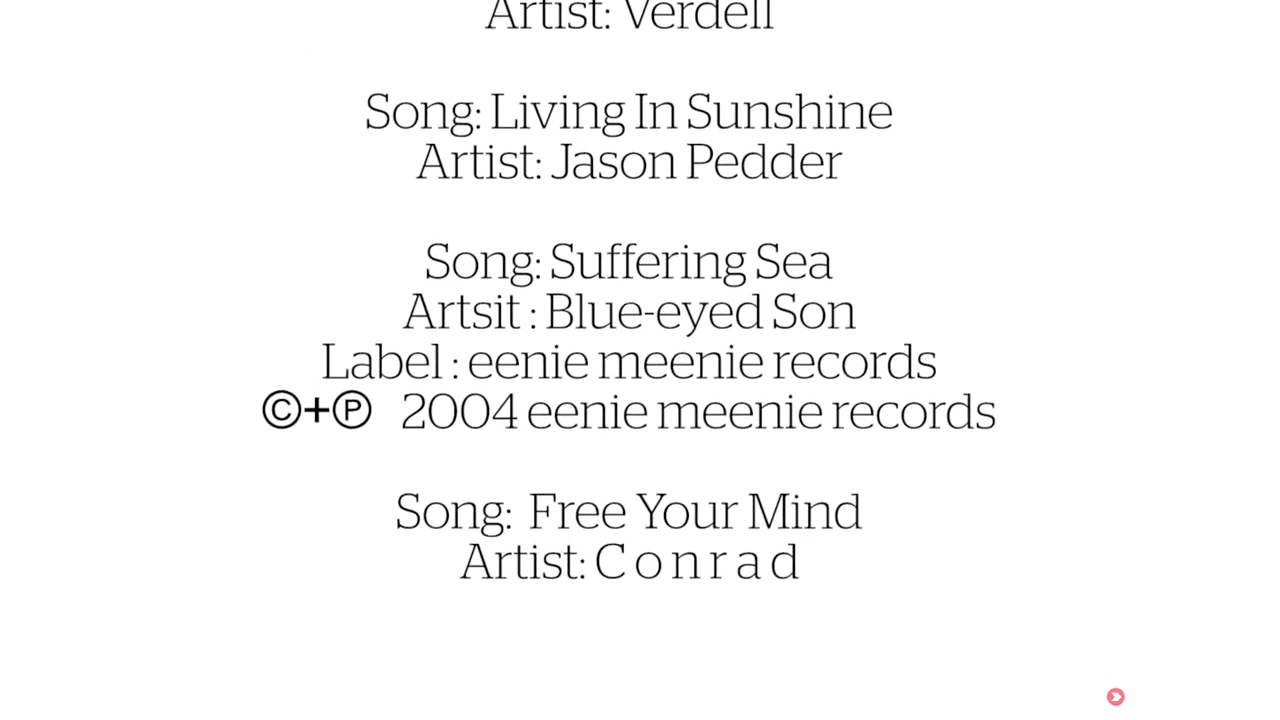 Artist: Verdell
Song: Living In Sunshine
Artist: Jason Pedder
Song: Suffering Sea
Artsit : Blue-eyed Son
Label : eenie meenie records
©+℗ 2004 eenie meenie records
Song: Free Your Mind
Artist: C o n r a d